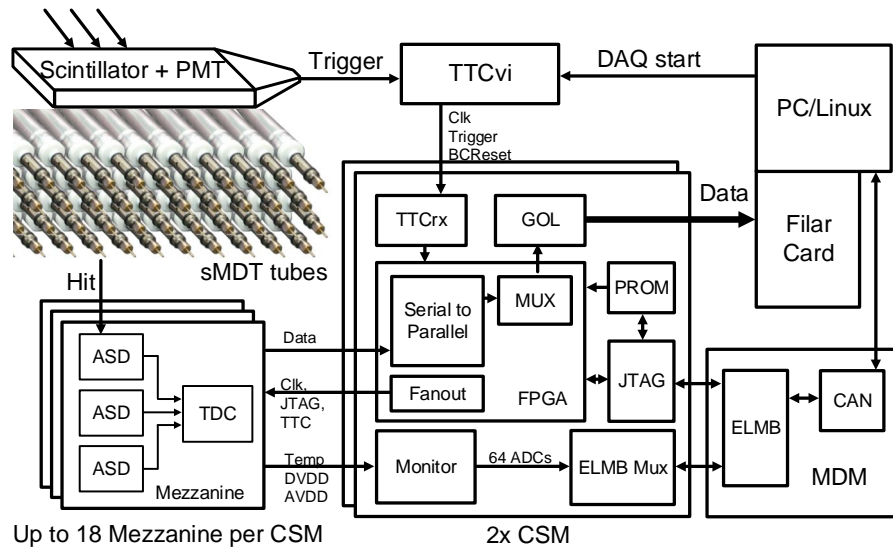 Scintillator + PMT
Trigger
TTCvi
DAQ start
PC/Linux
Clk
Trigger
BCReset
Data
Filar
Card
TTCrx
GOL
sMDT tubes
Hit
Serial to
Parallel
MUX
PROM
Data
ASD
ASD
ASD
TDC
Mezzanine
Clk,
JTAG,
TTC
Fanout
FPGA
JTAG
ELMB
CAN
MDM
Temp
DVDD
AVDD
Monitor
64 ADCs
ELMB Mux
Up to 18 Mezzanine per CSM
2x CSM